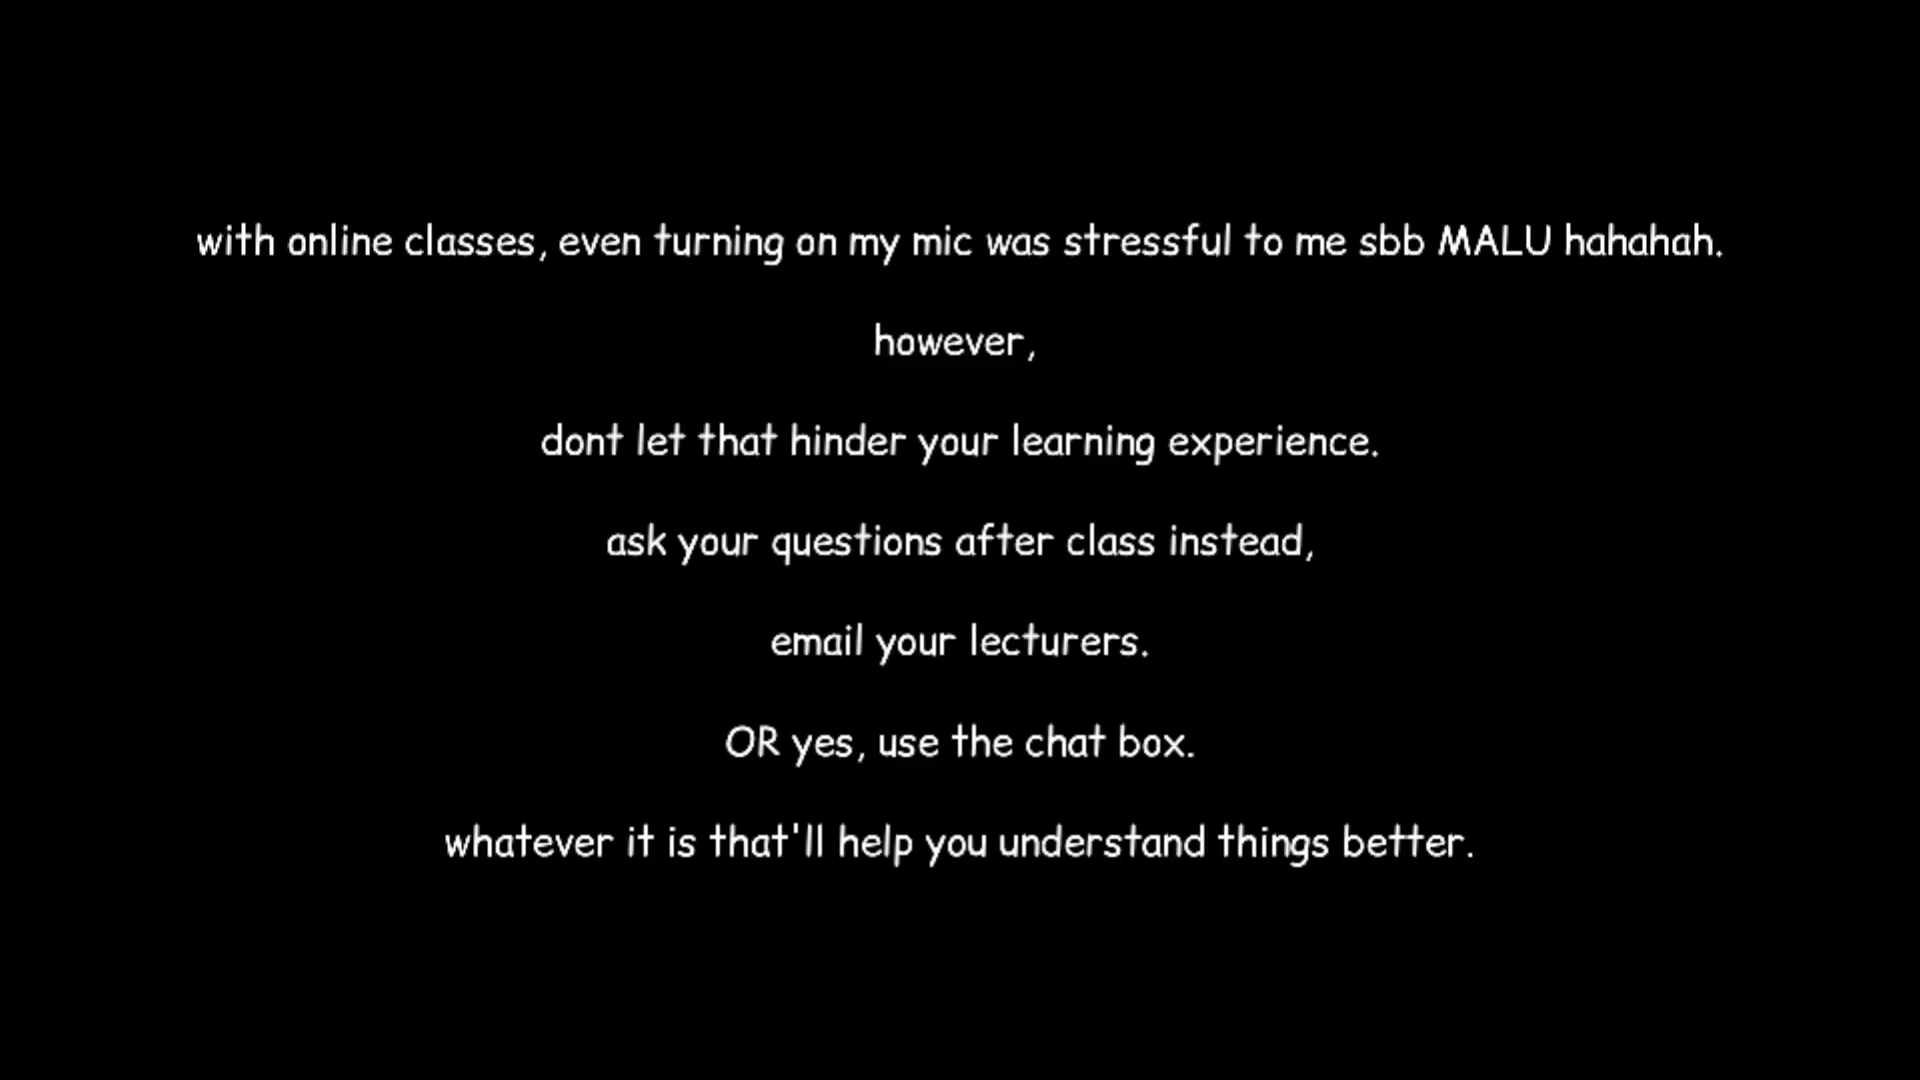 with online classes, even turning on my mic was stressful to me sbb MALU hahahah.
however,
dont let that hinder your learning experience.
ask your questions after class instead,
email your lecturers.
OR yes, use the chat box.
whatever it is that'll help you understand things better.